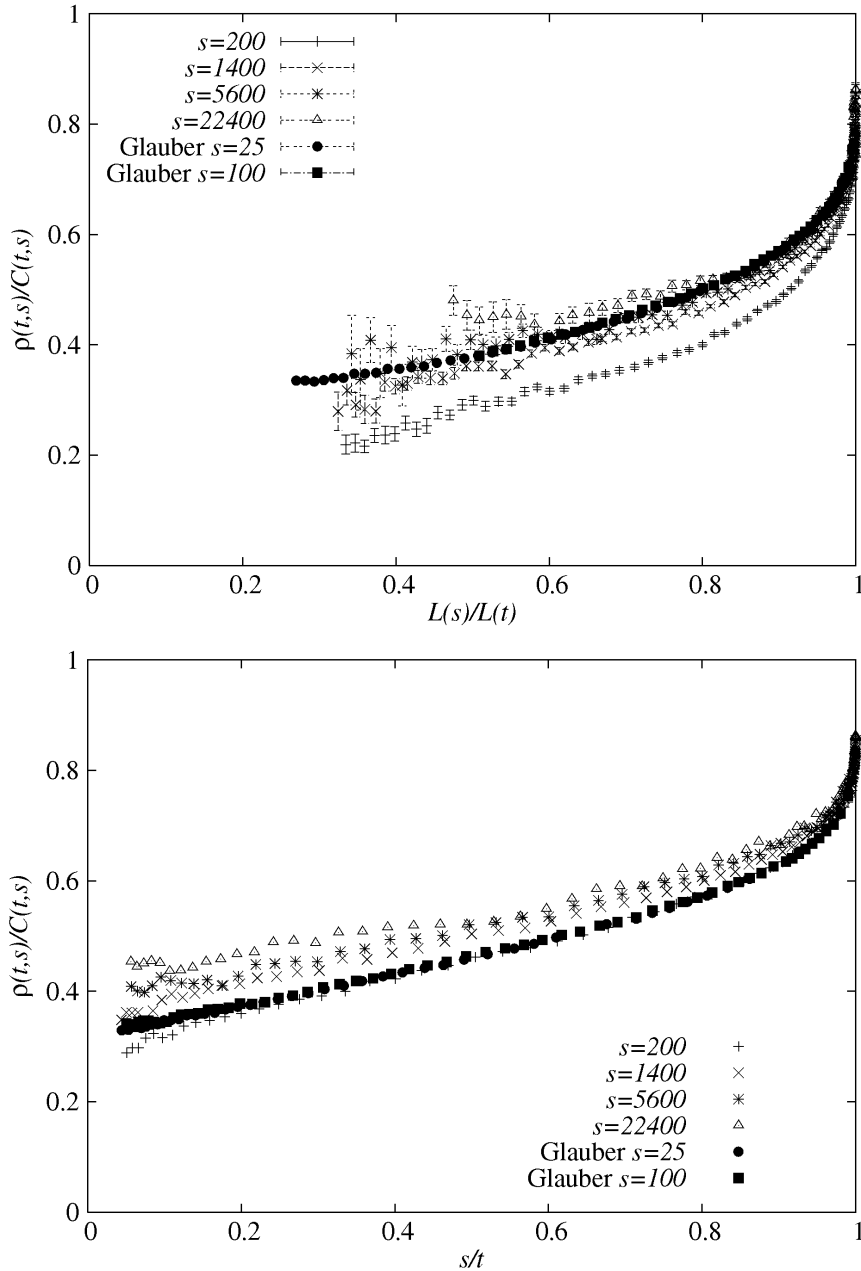 1
s=200
s=1400
s=5600
s=22400
Glauber s=25
Glauber s=100
0.8
0.6
0.4
0.2
0
ρ(t,s)/C(t,s)
0 0.2 0.4 0.6 0.8 1
L(s)/L(t)
1
0.8
0.6
0.4
0.2
0
ρ(t,s)/C(t,s)
s=200
s=1400
s=5600
s=22400
Glauber s=25
Glauber s=100
0 0.2 0.4 0.6 0.8 1
s/t